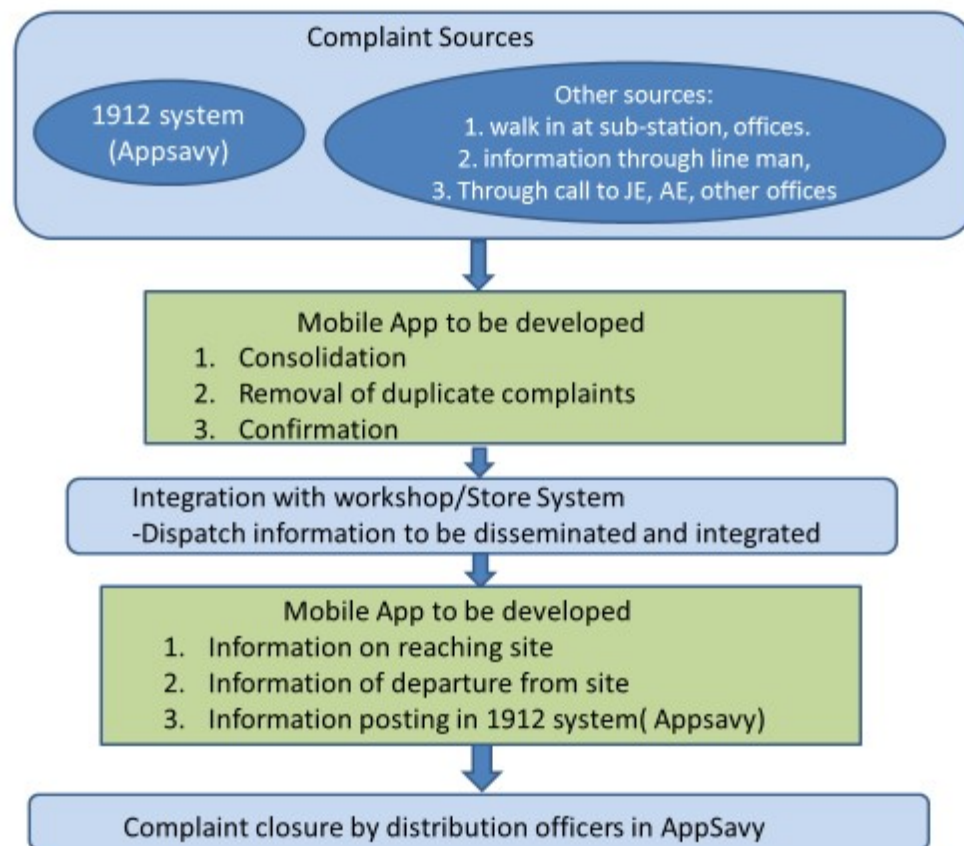 Complaint Sources
1912 system
(Appsavy)
Other sources:
1. walk in at sub-station, offices.
2. information through line man,
3. Through call to JE, AE, other offices
Mobile App to be developed
1. Consolidation
2. Removal of duplicate complaints
3. Confirmation
Integration with workshop/Store System
-Dispatch information to be disseminated and integrated
Mobile App to be developed
1. Information on reaching site
2. Information of departure from site
3. Information posting in 1912 system( Appsavy)
Complaint closure by distribution officers in AppSavy